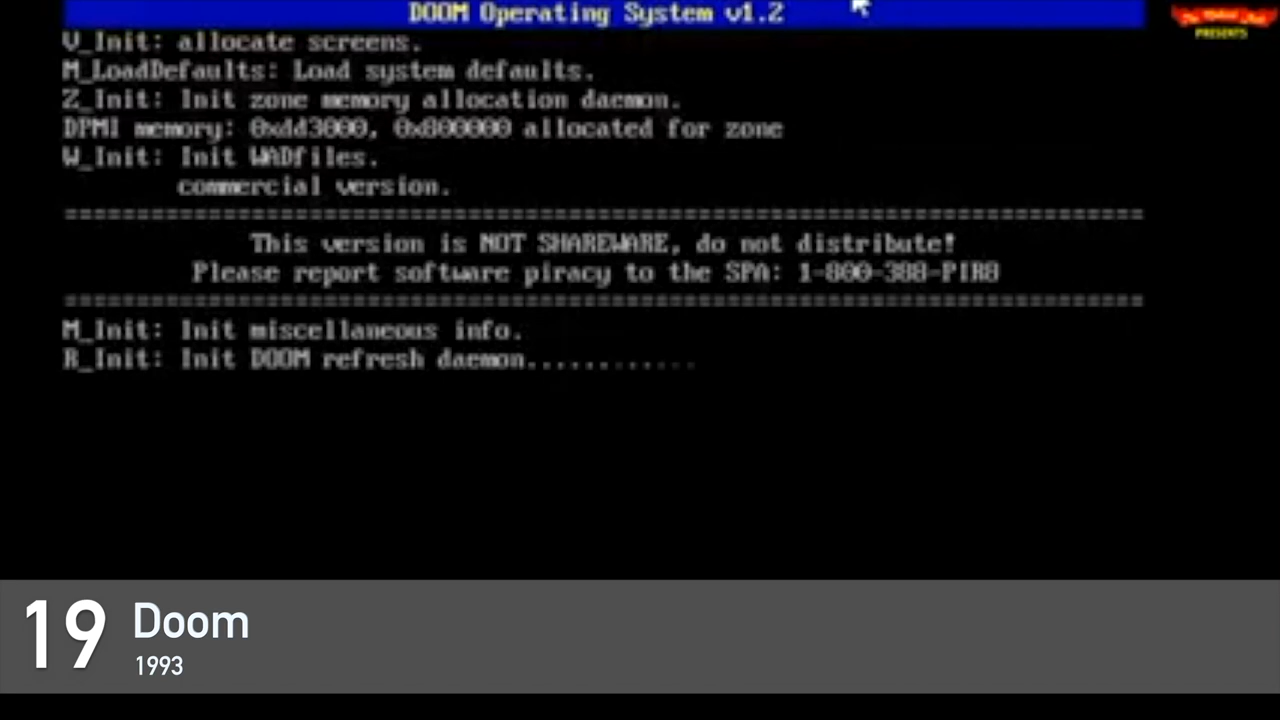 DOOM Operating System v1.2
V_Init: allocate screens.
M_LoadDefaults: Load system defaults.
Z_Init: Init zone memory allocation daemon.
DPMI memory: 0xdd3000, 0x800000 allocated for zone
W_Init: Init WADfiles.
commercial version.
===========================================================================
This version is NOT SHAREWARE, do not distribute!
Please report software piracy to the SPA: 1-800-388-PIR8
===========================================================================
M_Init: Init miscellaneous info.
R_Init: Init DOOM refresh daemon............
PRESENTS
19 Doom
1993